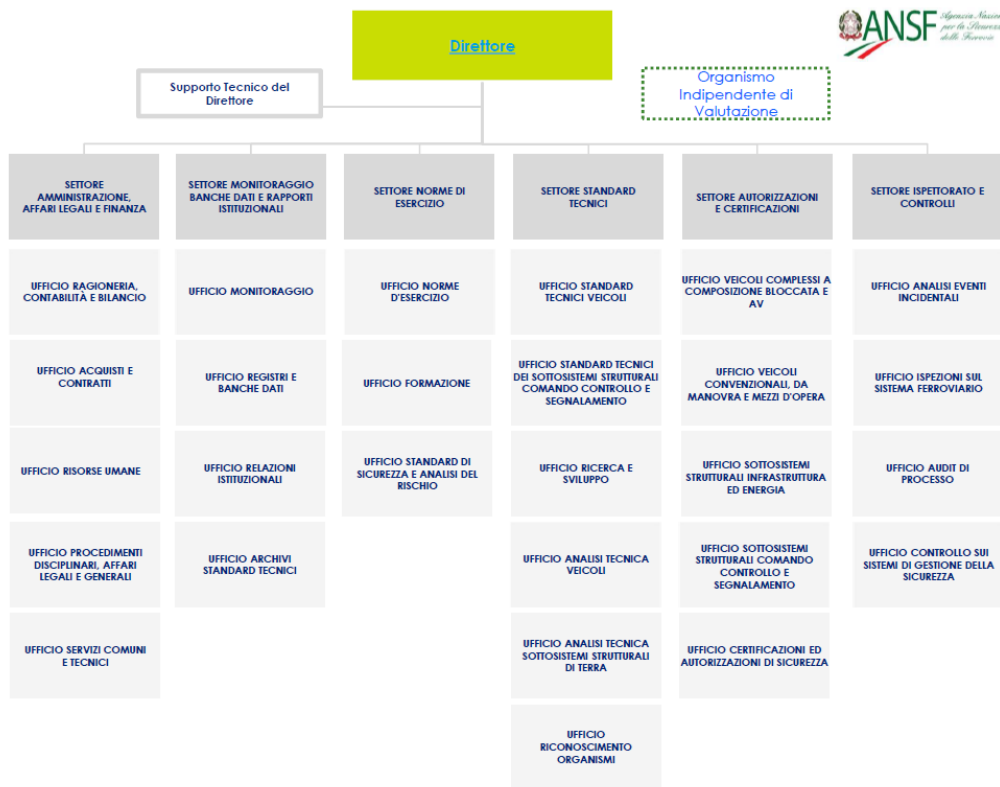 Direttore
ANSF
Agenzia Nazionale
per la Sicurezza
delle Ferrovie
Supporto Tecnico del
Direttore
Organismo
Indipendente di
Valutazione
SETTORE
AMMINISTRAZIONE,
AFFARI LEGALI E FINANZA
SETTORE MONITORAGGIO
BANCHE DATI E RAPPORTI
ISTITUZIONALI
SETTORE NORME DI
ESERCIZIO
SETTORE STANDARD
TECNICI
SETTORE AUTORIZZAZIONI
E CERTIFICAZIONI
SETTORE ISPETTORATO E
CONTROLLI
UFFICIO RAGIONERIA,
CONTABILITÀ E BILANCIO
UFFICIO MONITORAGGIO
UFFICIO NORME
D'ESERCIZIO
UFFICIO STANDARD
TECNICI VEICOLI
UFFICIO VEICOLI COMPLESSI A
COMPOSIZIONE BLOCCATA E
AV
UFFICIO ANALISI EVENTI
INCIDENTALI
UFFICIO ACQUISTI E
CONTRATTI
UFFICIO REGISTRI E
BANCHE DATI
UFFICIO FORMAZIONE
UFFICIO STANDARD TECNICI
DEI SOTTOSISTEMI STRUTTURALI
COMANDO CONTROLLO E
SEGNALAMENTO
UFFICIO VEICOLI
CONVENZIONALI, DA
MANOVRA E MEZZI D'OPERA
UFFICIO ISPEZIONI SUL
SISTEMA FERROVIARIO
UFFICIO RISORSE UMANE
UFFICIO RELAZIONI
ISTITUZIONALI
UFFICIO STANDARD DI
SICUREZZA E ANALISI DEL
RISCHIO
UFFICIO RICERCA E
SVILUPPO
UFFICIO SOTTOSISTEMI
STRUTTURALI INFRASTRUTTURA
ED ENERGIA
UFFICIO AUDIT DI
PROCESSO
UFFICIO PROCEDIMENTI
DISCIPLINARI, AFFARI
LEGALI E GENERALI
UFFICIO ARCHIVI
STANDARD TECNICI
UFFICIO ANALISI TECNICA
VEICOLI
UFFICIO SOTTOSISTEMI
STRUTTURALI COMANDO
CONTROLLO E
SEGNALAMENTO
UFFICIO CONTROLLO SUI
SISTEMI DI GESTIONE DELLA
SICUREZZA
UFFICIO SERVIZI COMUNI
E TECNICI
UFFICIO ANALISI TECNICA
SOTTOSISTEMI STRUTTURALI
DI TERRA
UFFICIO CERTIFICAZIONI ED
AUTORIZZAZIONI DI SICUREZZA
UFFICIO
RICONOSCIMENTO
ORGANISMI